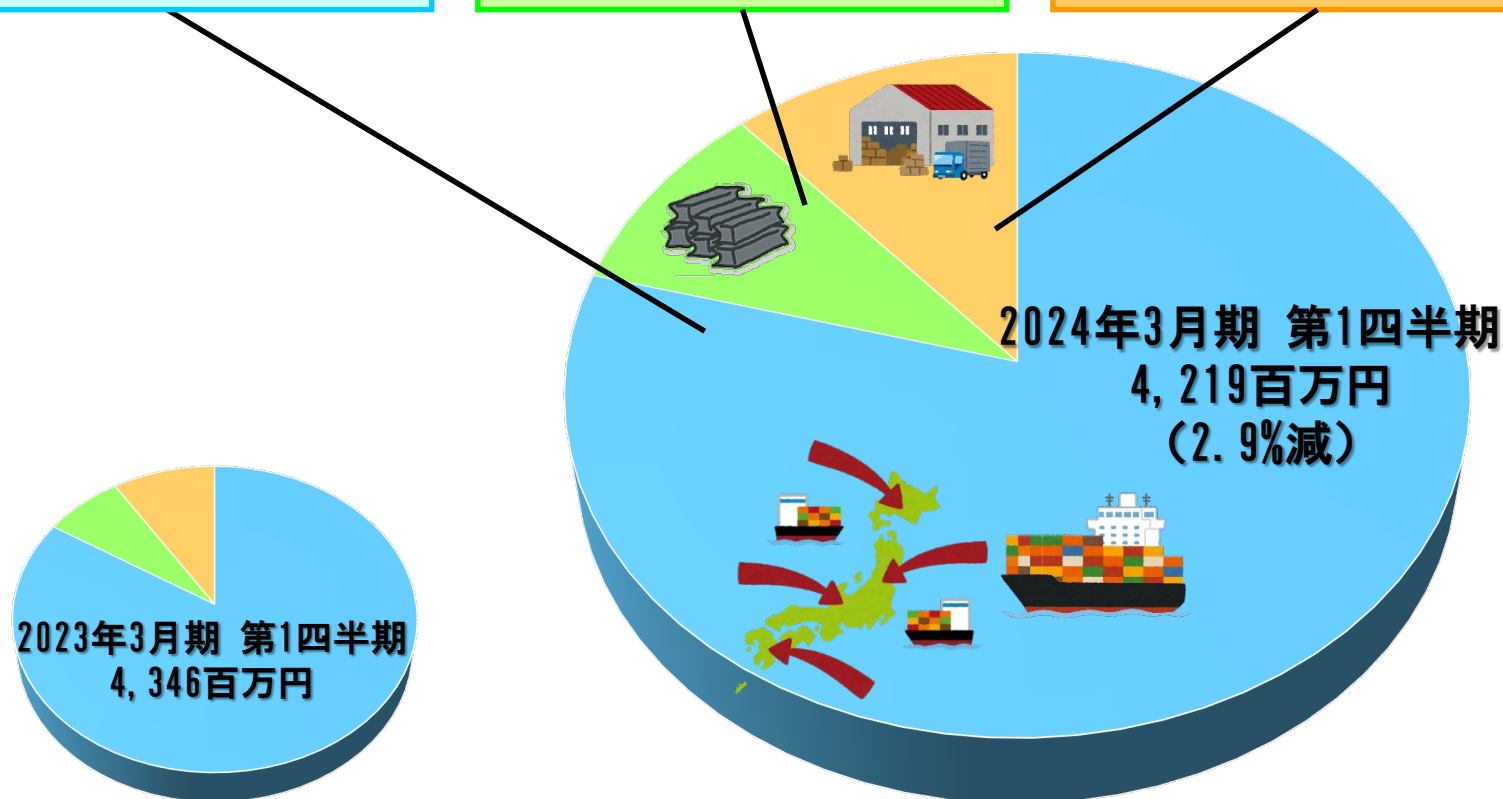 2024年3月期 第1四半期
4,219百万円
（2.9%減）
2023年3月期 第1四半期
4,346百万円